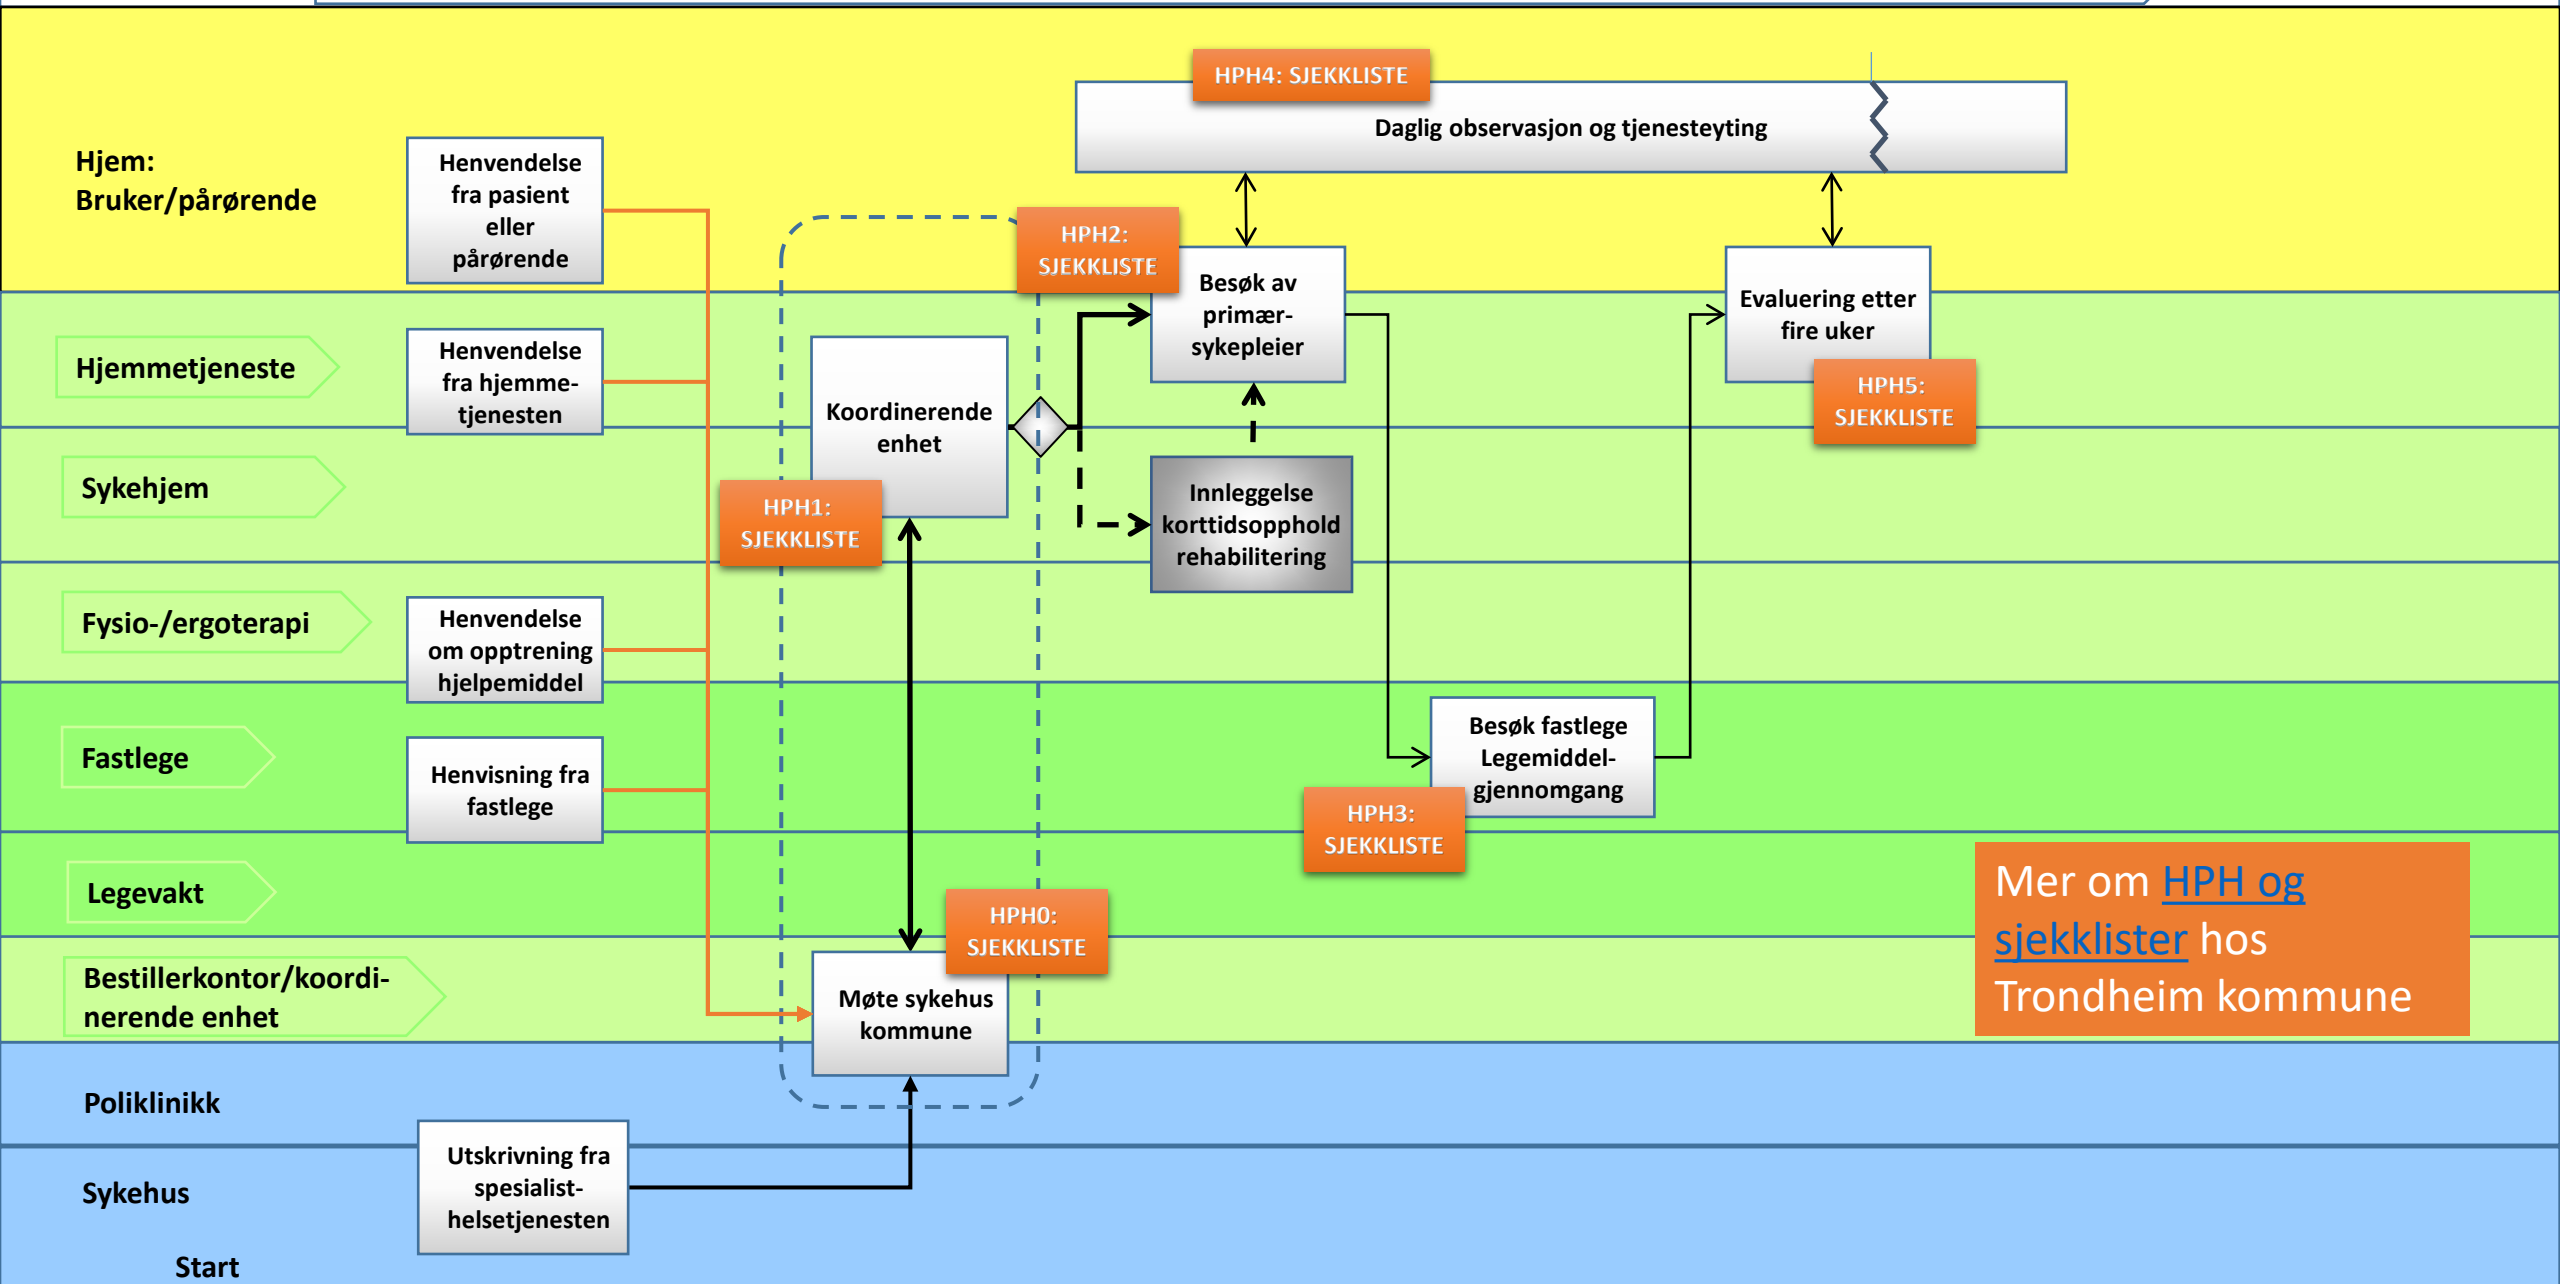 HPH4: SJEKKLISTE
Daglig observasjon og tjenesteyting
Hjem:
Bruker/pårørende
Henvendelse
fra pasient
eller
pårørende
HPH2:
SJEKKLISTE
Besøk av
primær-
sykepleier
Evaluering etter
fire uker
HPH5:
SJEKKLISTE
Hjemmetjeneste
Henvendelse
fra hjemme-
tjenesten
Koordinerende
enhet
HPH1:
SJEKKLISTE
Sykehjem
Innleggelse
korttidsopphold
rehabilitering
Fysio-/ergoterapi
Henvendelse
om opptrening
hjelpemiddel
Fastlege
Henvisning fra
fastlege
Besøk fastlege
Legemiddel-
gjennomgang
HPH3:
SJEKKLISTE
Legevakt
HPH0:
SJEKKLISTE
Mer om HPH og
sjekklister hos
Trondheim kommune
Bestillerkontor/koordi-
nerende enhet
Møte sykehus
kommune
Poliklinikk
Sykehus
Utskrivning fra
spesialist-
helsetjenesten
Start